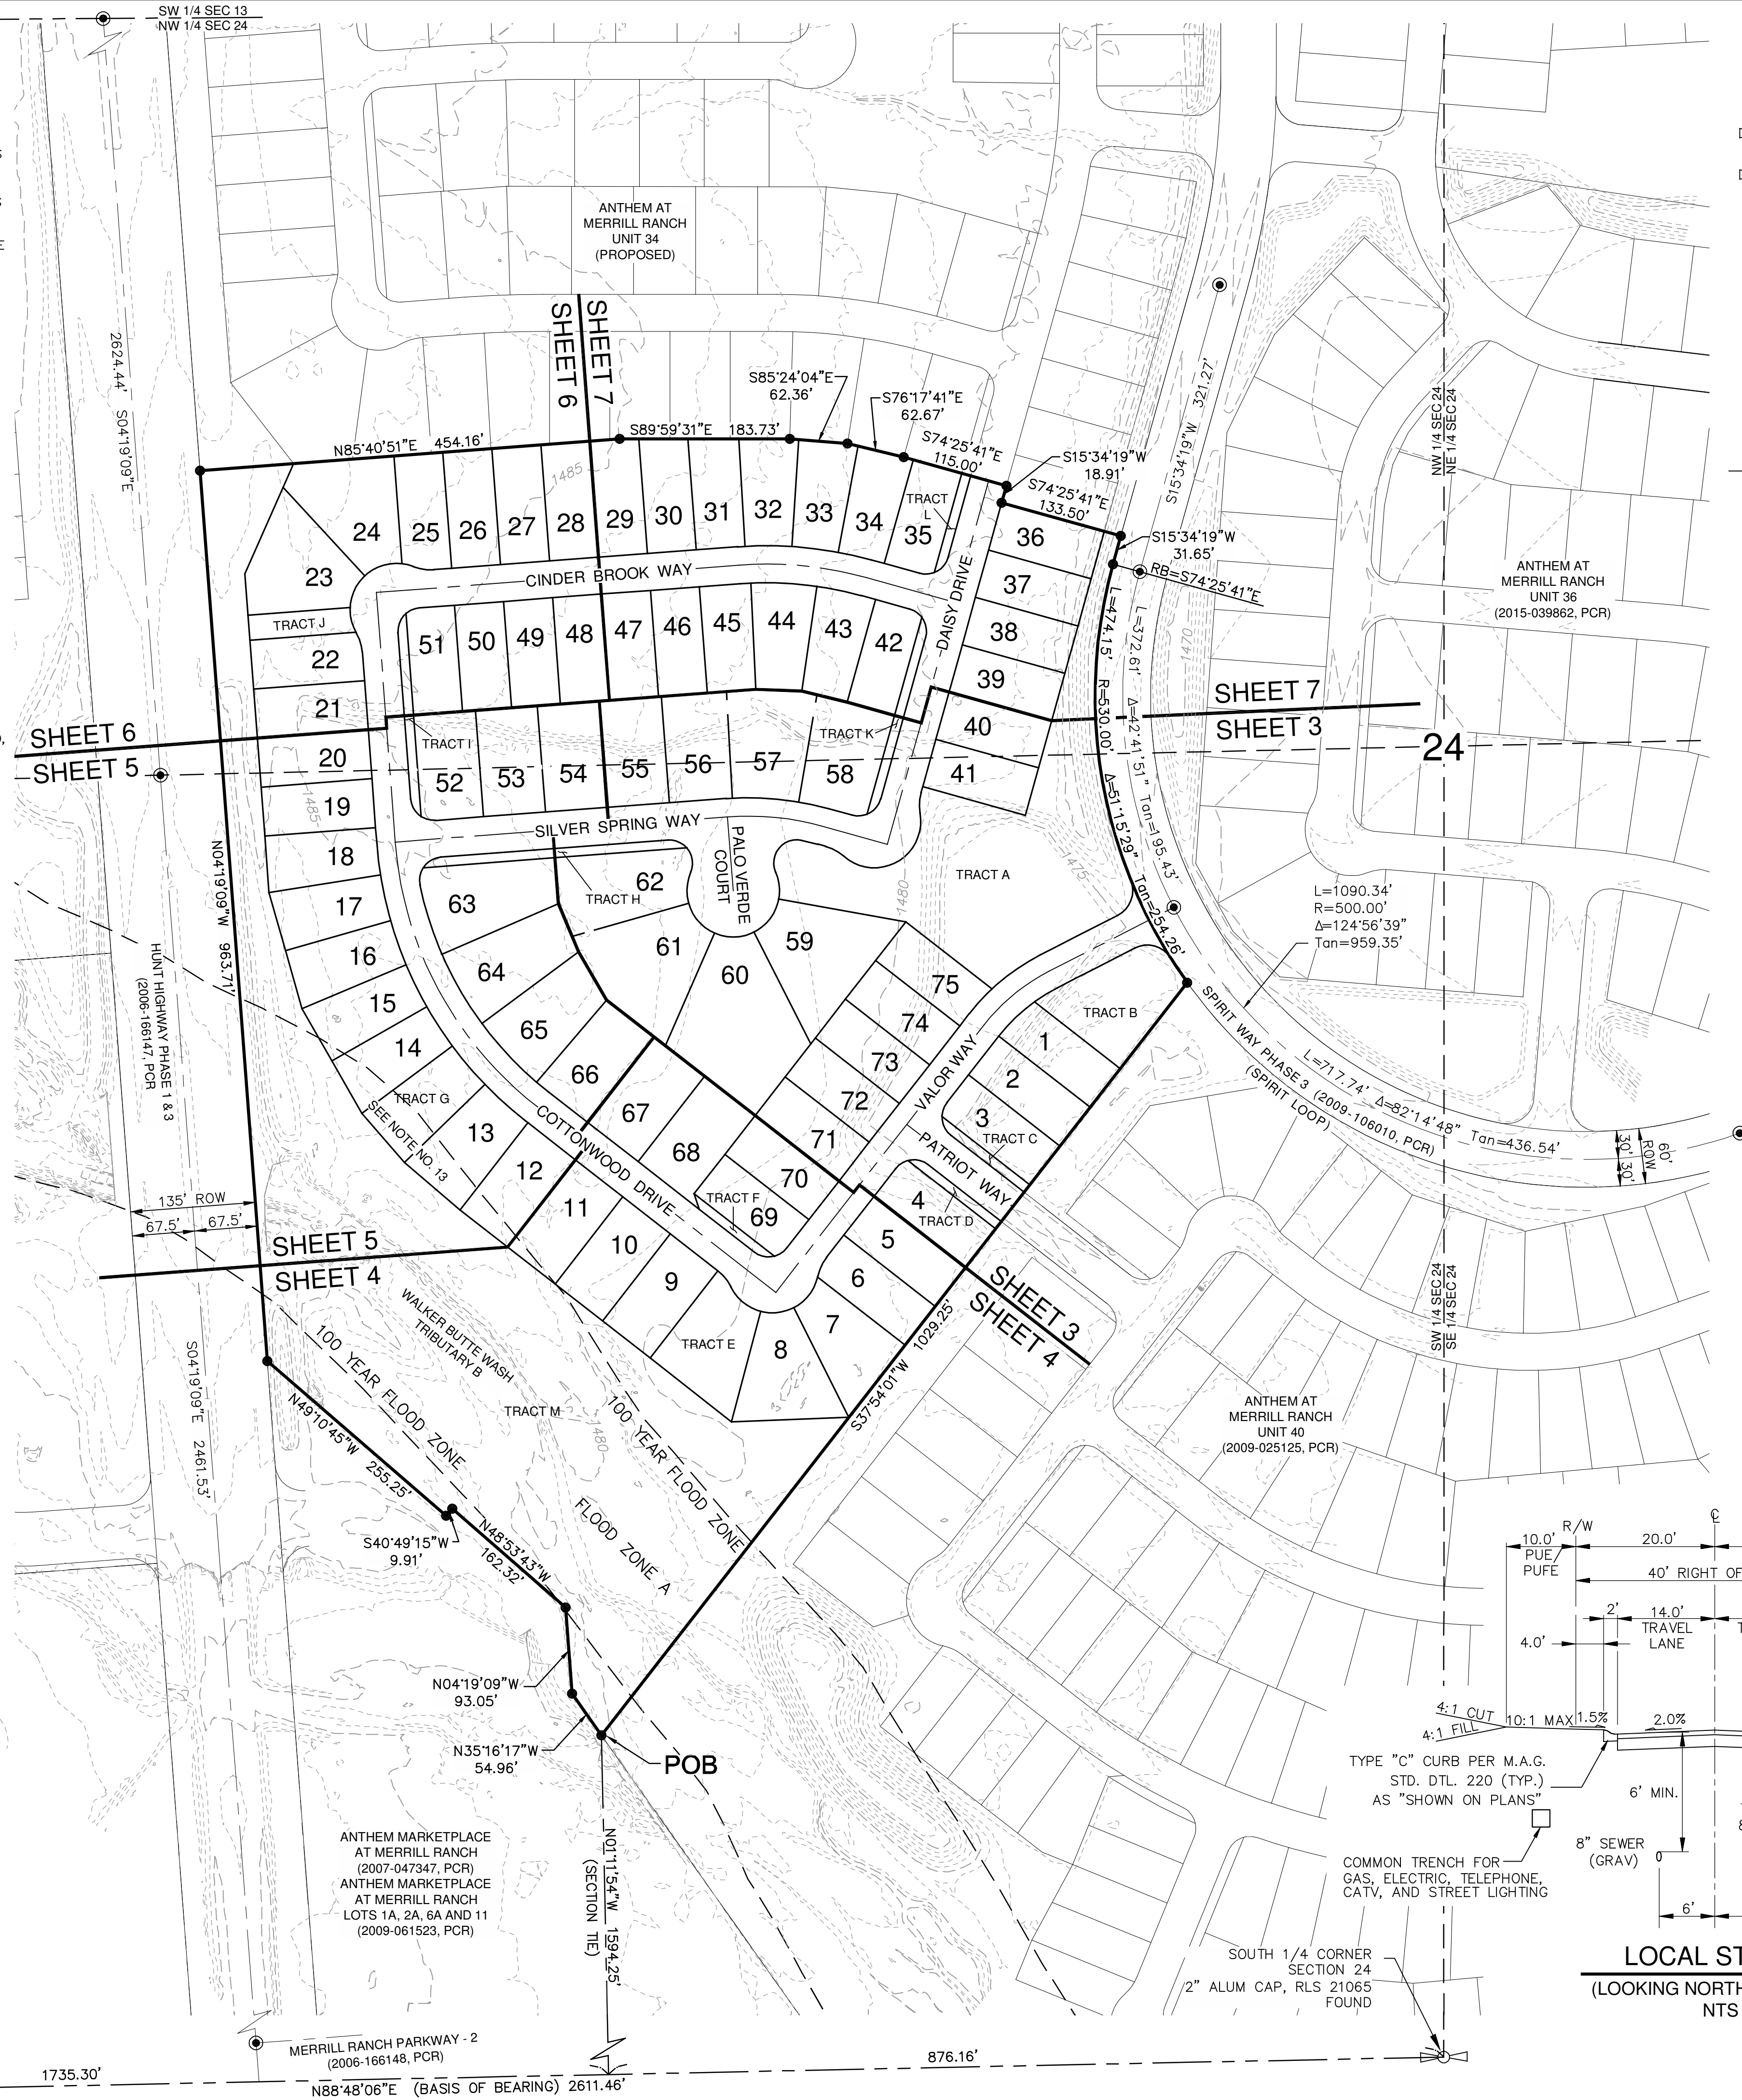 SW 1/4 SEC 13
NW 1/4 SEC 24
ANTHEM AT
MERRILL RANCH
UNIT 34
(PROPOSED)
SHEET 6
SHEET 7
2624.44' S04°19'09"E
S85°24'04"E
62.36'
S76°17'41"E
62.67'
N85°40'51"E 454.16'
S89°59'31"E 183.73'
S74°25'41"E
115.00'
S15°34'19"W
18.91'
S74°25'41"E
133.50'
S15°34'19"W 321.27'
S15°34'19"W
31.65'
RB=S74°25'41"E
NW 1/4 SEC 24
NE 1/4 SEC 24
1485
24
25
26
27
28
29
30
31
32
33
34
35
TRACT
L
36
37
38
39
40
41
23
TRACT J
22
21
20
19
18
17
16
15
14
TRACT G
13
12
11
10
9
8
7
6
5
4
CINDER BROOK WAY
DAISY DRIVE
51
50
49
48
47
46
45
44
43
42
TRACT I
TRACT K
52
53
54
55
56
57
58
SILVER SPRING WAY
PALO VERDE
COURT
ANTHEM AT
MERRILL RANCH
UNIT 36
(2015-039862, PCR)
L=474.15' R=530.00' Δ=51°15'29" Tan=254.26'
L=372.61' Δ=42°41'51" Tan=195.43'
1470
1475
1480
1485
SHEET 6
SHEET 5
SHEET 7
SHEET 3
24
N04°19'09"W 963.71'
HUNT HIGHWAY PHASE 1 & 3
(2006-166147, PCR
63
62
TRACT H
61
60
59
64
65
66
67
68
TRACT F
69
70
71
72
73
74
75
TRACT A
TRACT B
1
2
3
TRACT C
TRACT D
TRACT E
VALOR WAY
PATRIOT WAY
COTTONWOOD DRIVE
SEE NOTE NO. 13
L=1090.34'
R=500.00'
Δ=124°56'39"
Tan=959.35'
SPIRIT WAY PHASE 3 (2009-106010, PCR)
(SPIRIT LOOP)
L=717.74' Δ=82°14'48" Tan=436.54'
30' 30'
60'
ROW
135' ROW
67.5' 67.5'
SHEET 5
SHEET 4
SHEET 3
SHEET 4
WALKER BUTTE WASH
TRIBUTARY B
S04°19'09"E 2461.53'
100 YEAR FLOOD ZONE
TRACT M
1480
100 YEAR FLOOD ZONE
FLOOD ZONE A
S37°54'01"W 1029.25'
SW 1/4 SEC 24
SE 1/4 SEC 24
ANTHEM AT
MERRILL RANCH
UNIT 40
(2009-025125, PCR)
N49°10'45"W 255.25'
S40°49'15"W
9.91'
N48°53'43"W
162.32'
N04°19'09"W
93.05'
N35°16'17"W
54.96'
POB
N01°11'54"W 1594.25'
(SECTION TIE)
ANTHEM MARKETPLACE
AT MERRILL RANCH
(2007-047347, PCR)
ANTHEM MARKETPLACE
AT MERRILL RANCH
LOTS 1A, 2A, 6A AND 11
(2009-061523, PCR)
R/W
10.0'
PUE/
PUFE
20.0'
40' RIGHT OF
2'
14.0'
TRAVEL
LANE
4.0'
4:1 CUT
4:1 FILL
10:1 MAX
1.5%
2.0%
TYPE "C" CURB PER M.A.G.
STD. DTL. 220 (TYP.)
AS "SHOWN ON PLANS"
6' MIN.
8" SEWER
(GRAV)
COMMON TRENCH FOR
GAS, ELECTRIC, TELEPHONE,
CATV, AND STREET LIGHTING
6'
SOUTH 1/4 CORNER
SECTION 24
2" ALUM CAP, RLS 21065
FOUND
LOCAL ST
(LOOKING NORTH
NTS
MERRILL RANCH PARKWAY - 2
(2006-166148, PCR)
1735.30'
876.16'
N88°48'06"E (BASIS OF BEARING) 2611.46'